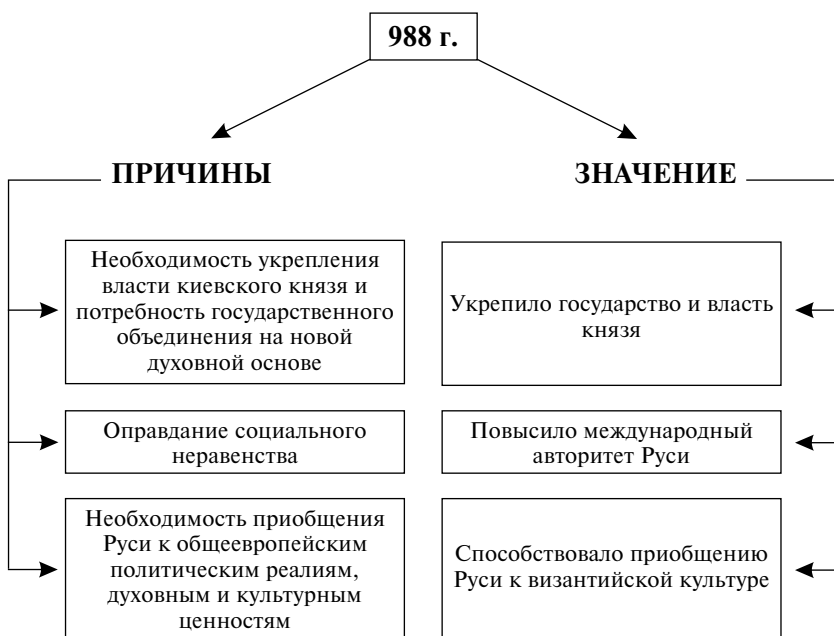 988 г.
ПРИЧИНЫ
Необходимость укрепления
власти киевского князя и
потребность государственного
объединения на новой
духовной основе
Оправдание социального
неравенства
Необходимость приобщения
Руси к общеевропейским
политическим реалиям,
духовным и культурным
ценностям
ЗНАЧЕНИЕ
Укрепило государство и власть
князя
Повысило международный
авторитет Руси
Способствовало приобщению
Руси к византийской культуре